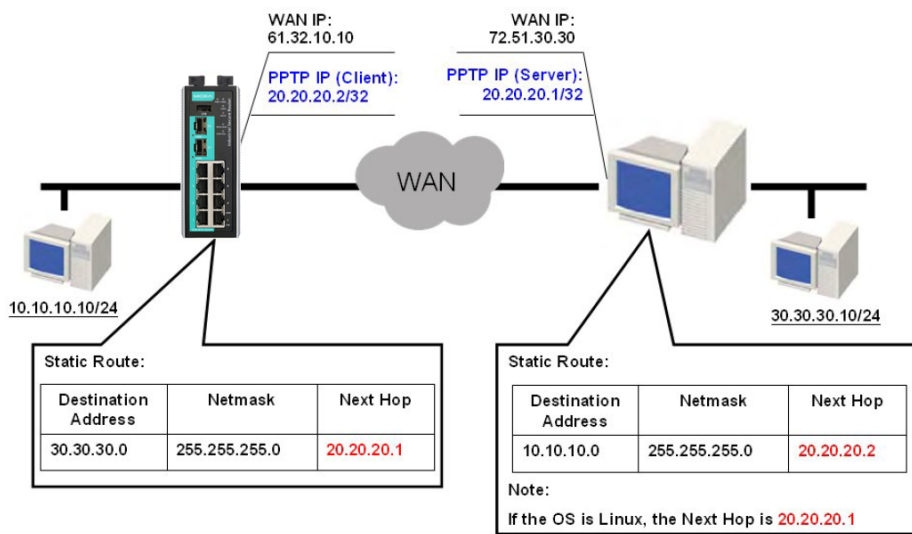 WAN IP:
61.32.10.10
PPTP IP (Client):
20.20.20.2/32
WAN IP:
72.51.30.30
PPTP IP (Server):
20.20.20.1/32
MOXA
WAN
10.10.10.10/24
30.30.30.10/24
Static Route:
Destination Address Netmask Next Hop
30.30.30.0 255.255.255.0 20.20.20.1
Static Route:
Destination Address Netmask Next Hop
10.10.10.0 255.255.255.0 20.20.20.2
Note:
If the OS is Linux, the Next Hop is 20.20.20.1